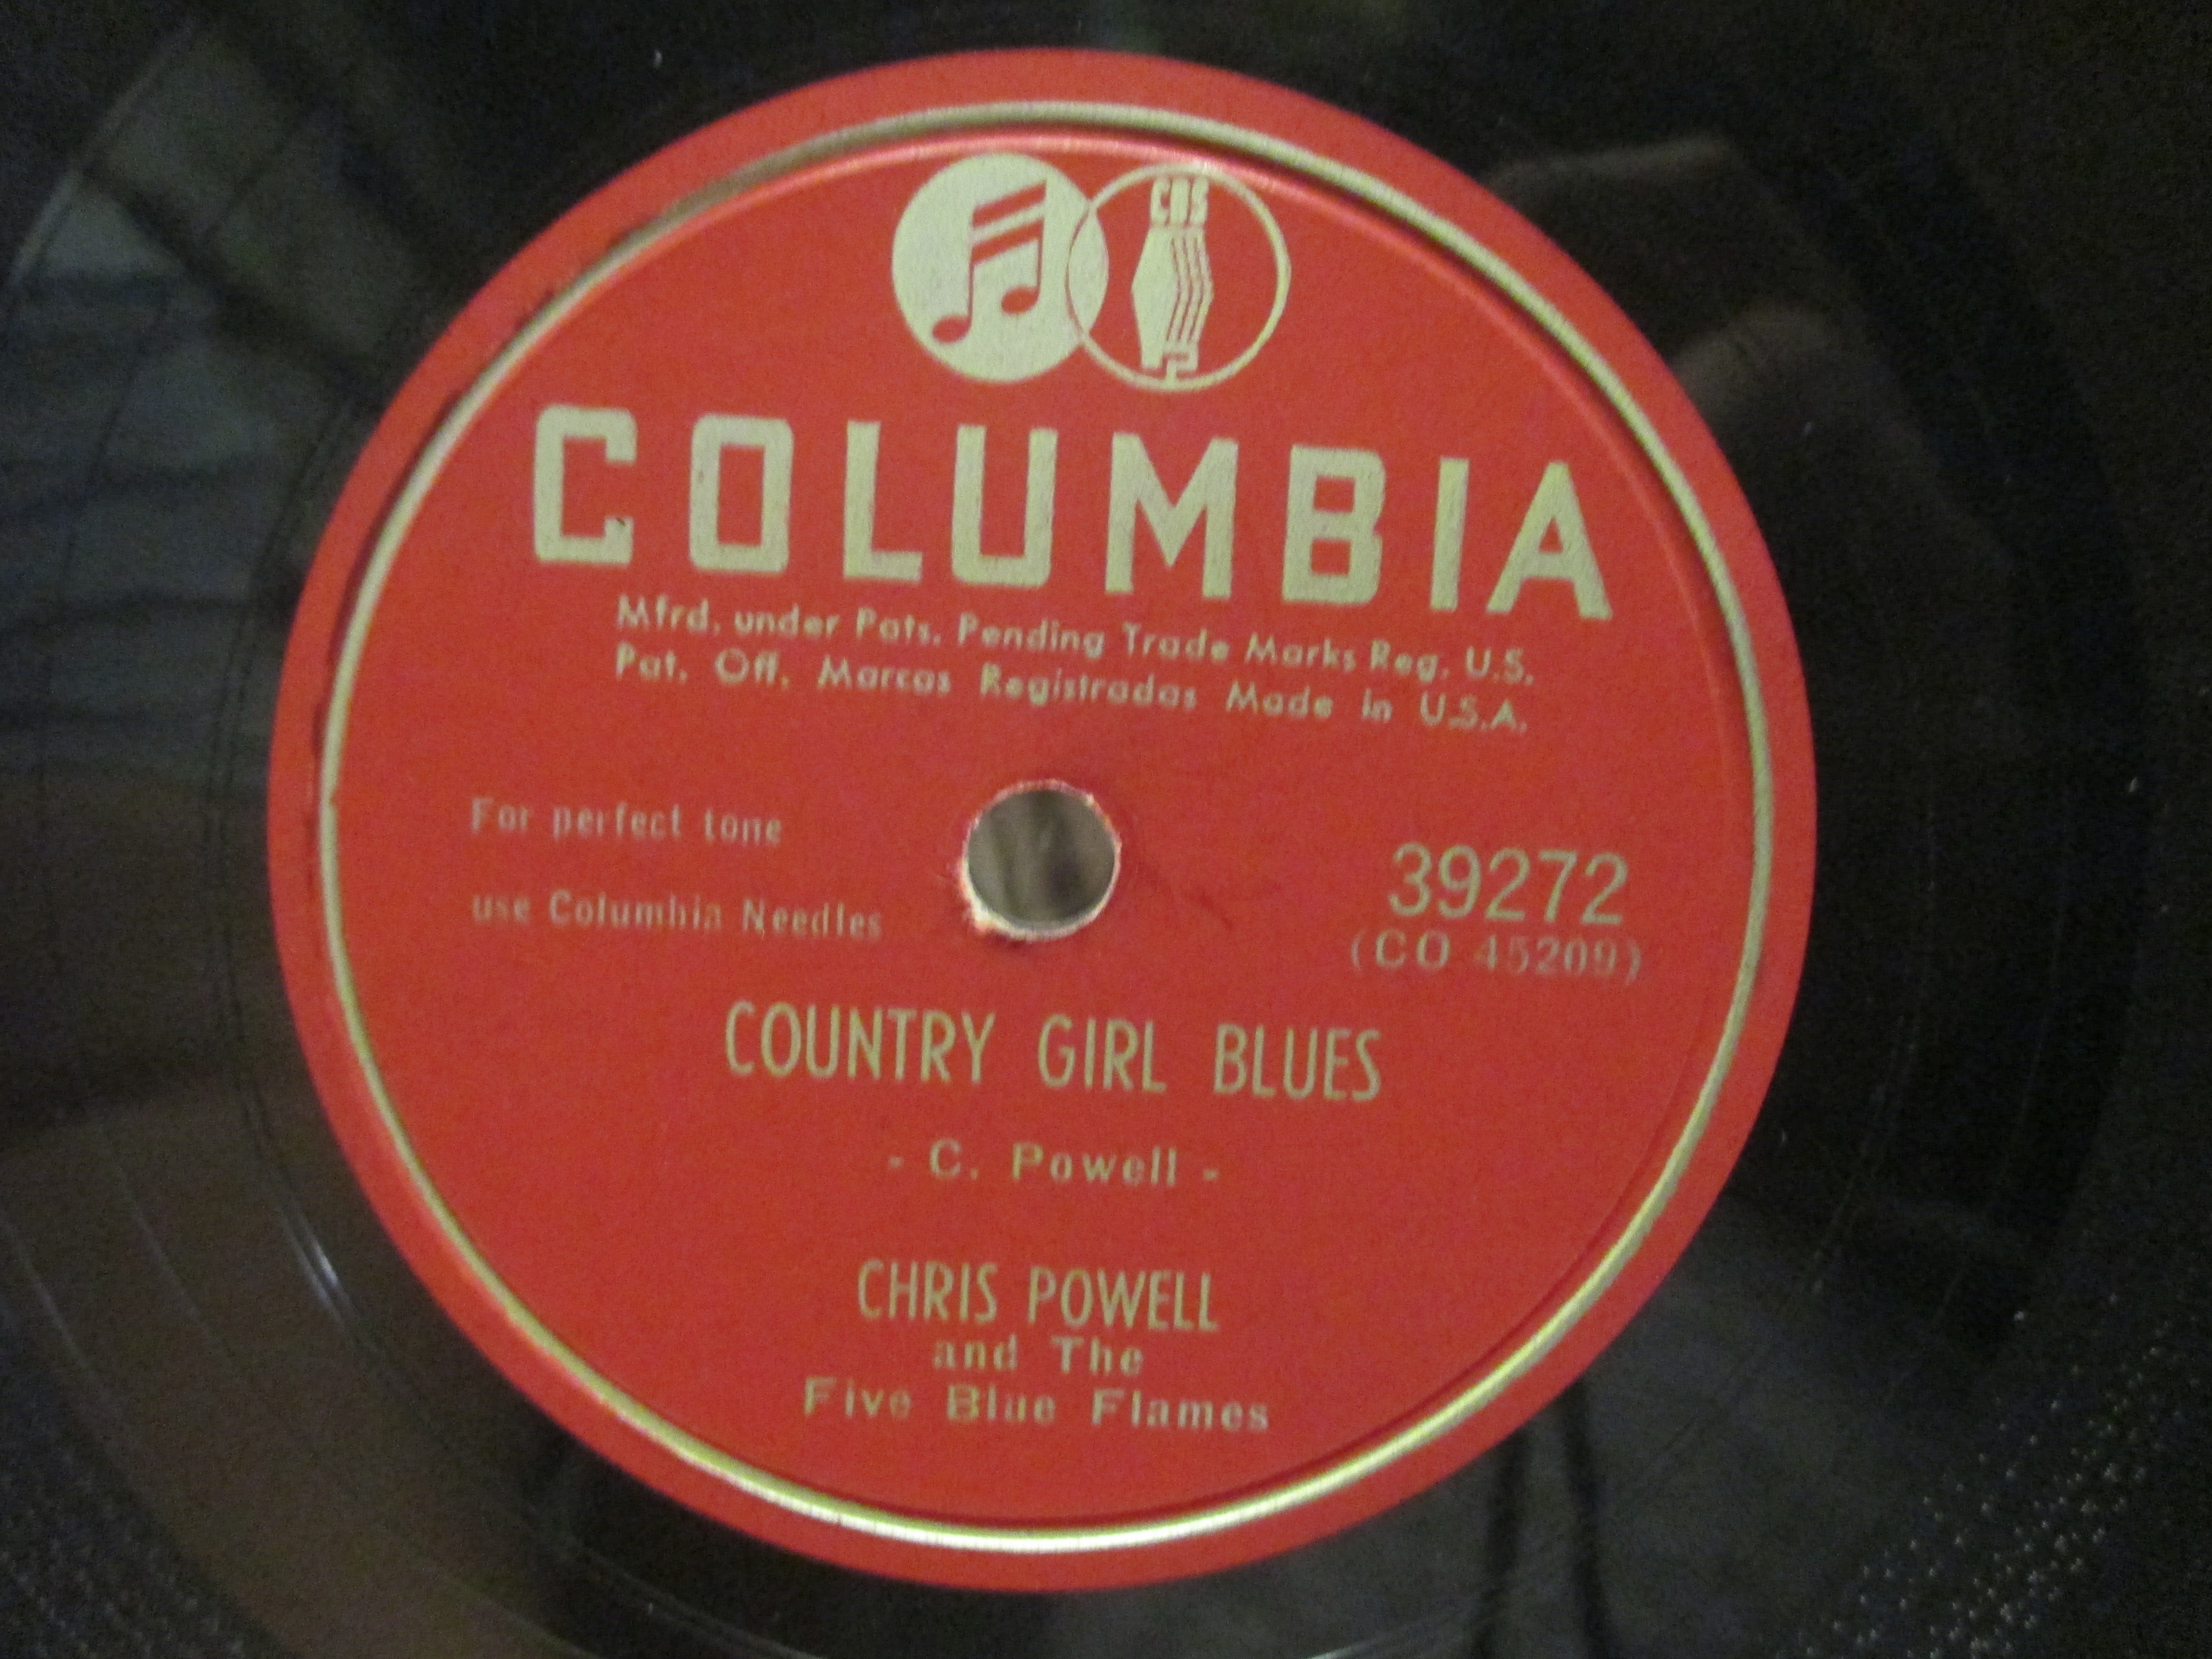 CBS
COLUMBIA
Mfrd. under Pats. Pending Trade Marks Reg. U.S.
Pat. Off. Marcas Registradas Made in U.S.A.
For perfect tone
use Columbia Needles
39272
(CO 45209)
COUNTRY GIRL BLUES
- C. Powell -
CHRIS POWELL
and The
Five Blue Flames